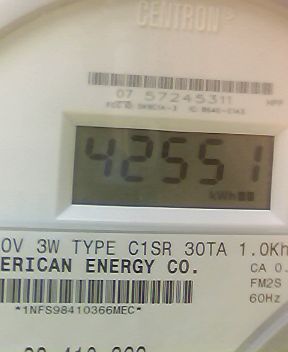 CENTRON
07 57245311 HPF
42551
kWh
0V 3W TYPE C1SR 30TA 1.0Kh
ERICAN ENERGY CO.
CA 0.
FM2S
60Hz
*1NFS98410366MEC*